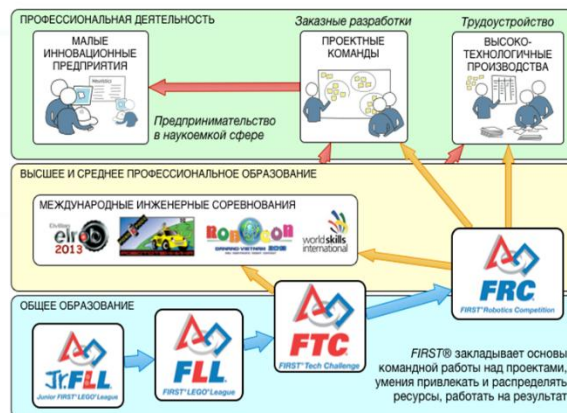 ПРОФЕССИОНАЛЬНАЯ ДЕЯТЕЛЬНОСТЬ
Заказные разработки
Трудоустройство
МАЛЫЕ
ИННОВАЦИОННЫЕ
ПРЕДПРИЯТИЯ
ПРОЕКТНЫЕ
КОМАНДЫ
ВЫСОКО-
ТЕХНОЛОГИЧНЫЕ
ПРОИЗВОДСТВА
Предпринимательство
в наукоемкой сфере
ВЫСШЕЕ И СРЕДНЕЕ ПРОФЕССИОНАЛЬНОЕ ОБРАЗОВАНИЕ
МЕЖДУНАРОДНЫЕ ИНЖЕНЕРНЫЕ СОРЕВНОВАНИЯ
elrob
2013
ROBOCON
worldskills
international
FRC
FIRST® Robotics Competition
ОБЩЕЕ ОБРАЗОВАНИЕ
Jr.FLL
Junior FIRST® LEGO® League
FLL
FIRST® LEGO® League
FTC
FIRST® Tech Challenge
FIRST® закладывает основы
командной работы над проектами,
умения привлекать и распределять
ресурсы, работать на результат